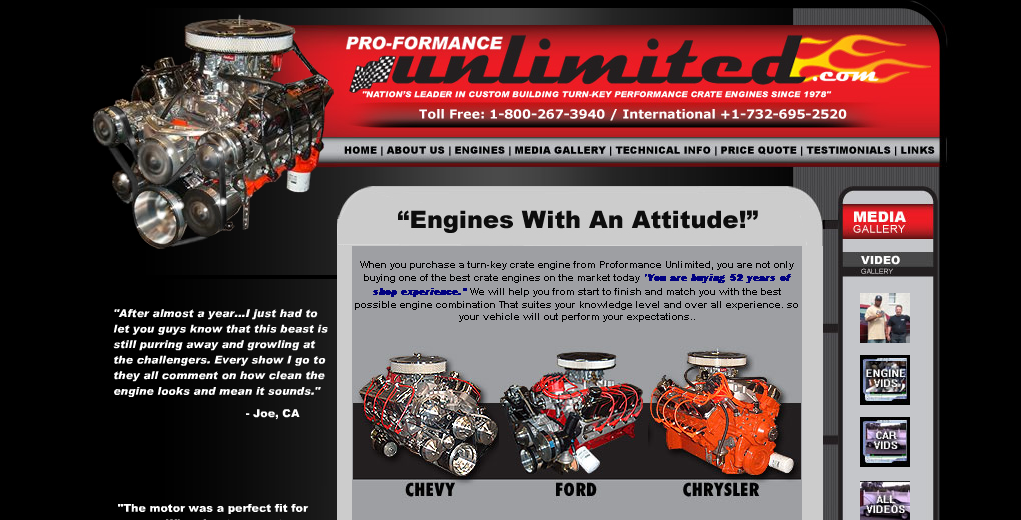 PRO-FORMANCE
unlimited.com
"NATION'S LEADER IN CUSTOM BUILDING TURN-KEY PERFORMANCE CRATE ENGINES SINCE 1978"
Toll Free: 1-800-267-3940 / International +1-732-695-2520
HOME | ABOUT US | ENGINES | MEDIA GALLERY | TECHNICAL INFO | PRICE QUOTE | TESTIMONIALS | LINKS
“Engines With An Attitude!”
When you purchase a turn-key crate engine from Proformance Unlimited, you are not only
buying one of the best crate engines on the market today "You are buying 52 years of
shop experience." We will help you from start to finish and match you with the best
possible engine combination That suites your knowledge level and over all experience. so
your vehicle will out perform your expectations..
CHEVY
FORD
CHRYSLER
"After almost a year...I just had to
let you guys know that this beast is
still purring away and growling at
the challengers. Every show I go to
they all comment on how clean the
engine looks and mean it sounds."
- Joe, CA
"The motor was a perfect fit for
MEDIA
GALLERY
VIDEO
GALLERY
ENGINE
VIDS
CAR
VIDS
ALL
VIDEOS